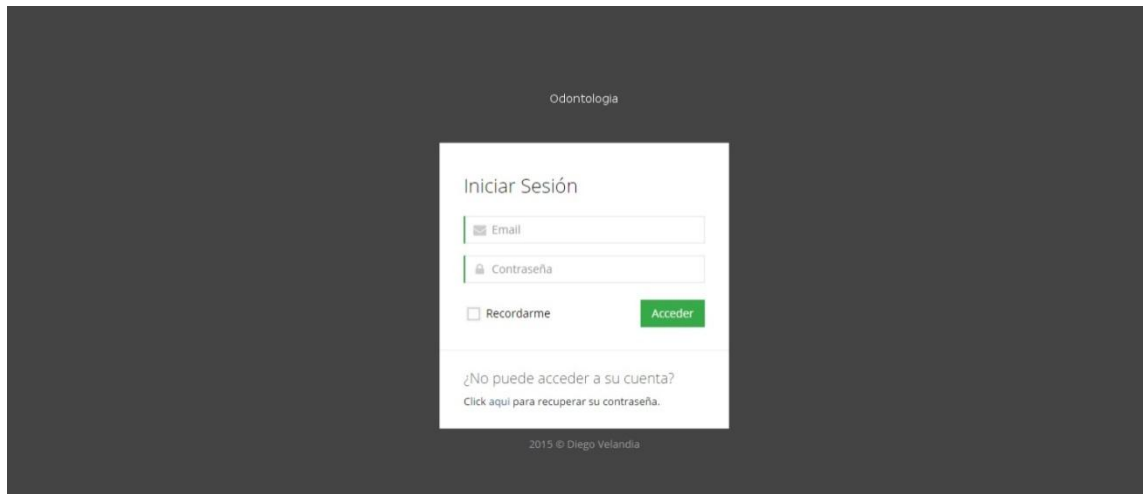 Odontologia
Iniciar Sesión
Email
Contraseña
Recordarme Acceder
¿No puede acceder a su cuenta?
Click aqui para recuperar su contraseña.
2015 © Diego Velandia